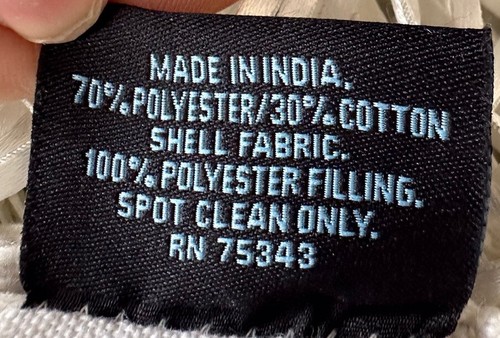 MADE IN INDIA.
70% POLYESTER/30% COTTON
SHELL FABRIC.
100% POLYESTER FILLING.
SPOT CLEAN ONLY.
RN 75343